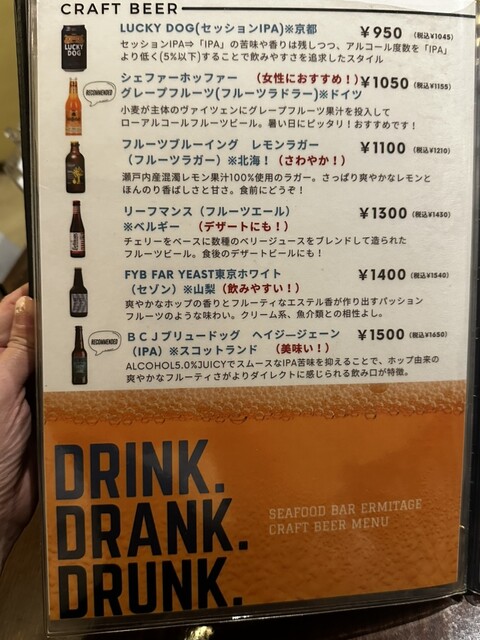 CRAFT BEER
LUCKY DOG(セッションIPA)※京都 ¥950 (税込¥1045)
セッションIPA⇒「IPA」の苦味や香りは残しつつ、アルコール度数を「IPA」
より低く(5%以下)することで飲みやすさを追求したスタイル
LUCKY DOG
シェファーホッファー (女性におすすめ!) ¥1050 (税込¥1155)
グレープフルーツ(フルーツラドラー)※ドイツ
RECOMMENDED
小麦が主体のヴァイツェンにグレープフルーツ果汁を投入して
ローアルコールフルーツビール。暑い日にピッタリ!おすすめです!
フルーツブルーイング レモンラガー ¥1100 (税込¥1210)
(フルーツラガー)※北海! (さわやか!)
瀬戸内産混濁レモン果汁100%使用のラガー。さっぱり爽やかなレモンと
ほんのり香ばしさと甘さ。食前にどうぞ!
リーフマンス(フルーツエール) ¥1300 (税込¥1430)
※ベルギー (デザートにも!)
チェリーをベースに数種のベリージュースをブレンドして造られた
フルーツビール。食後のデザートビールにも!
FYB FAR YEAST東京ホワイト ¥1400 (税込¥1540)
(セゾン)※山梨 (飲みやすい!)
爽やかなホップの香りとフルーティなエステル香が作り出すパッション
フルーツのような味わい。クリーム系、魚介類との相性よし。
BCJブリュードッグ ヘイジージェーン ¥1500 (税込¥1650)
(IPA)※スコットランド (美味い!)
RECOMMENDED
ALCOHOL5.0%JUICYでスムースなIPA苦味を抑えることで、ホップ由来の
爽やかなフルーティさがよりダイレクトに感じられる飲み口が特徴。
DRINK.
DRANK.
DRUNK.
SEAFOOD BAR ERMITAGE
CRAFT BEER MENU